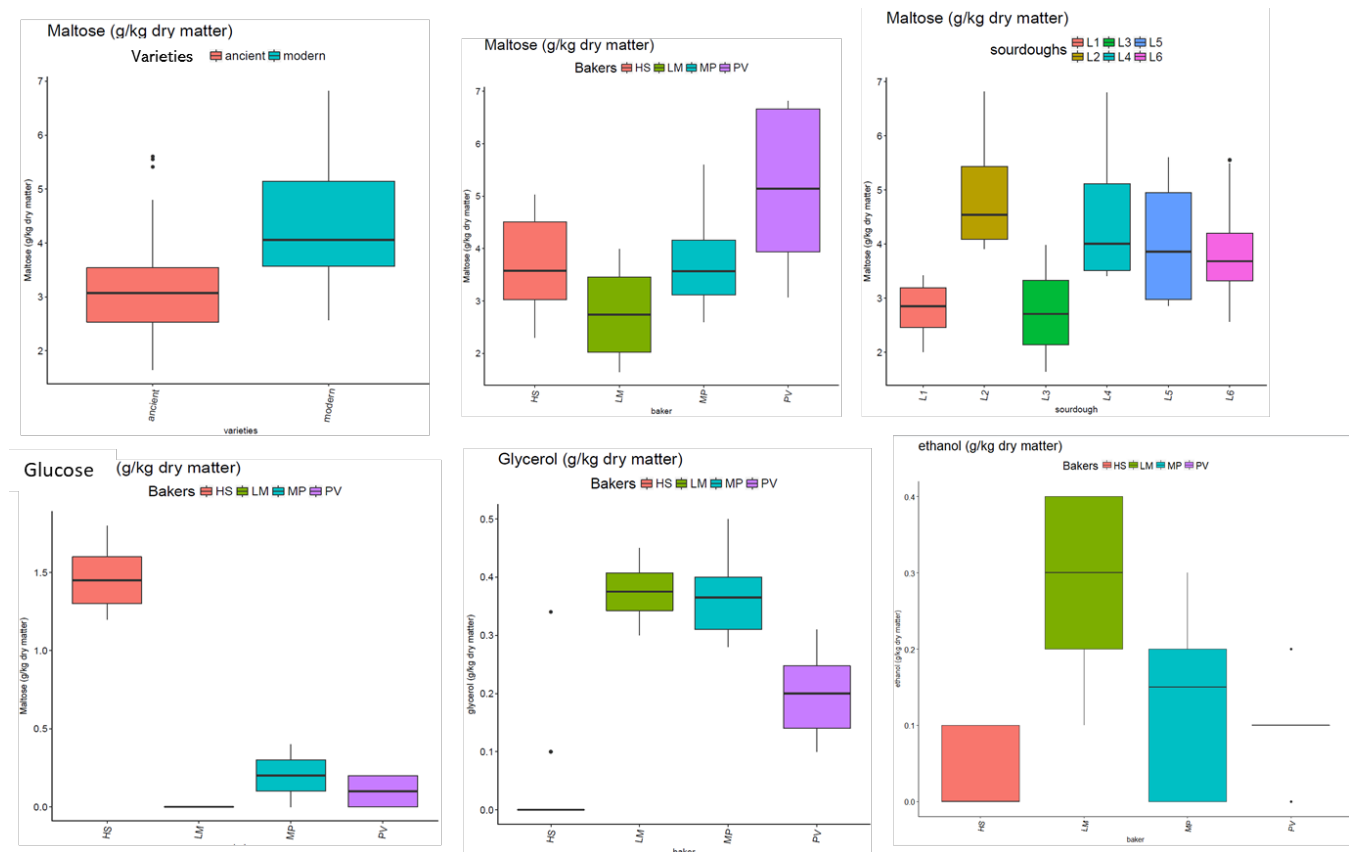 Maltose (g/kg dry matter)
Varieties ancient modern
Maltose (g/kg dry matter)
7
6
5
4
3
2
ancient
modern
varieties
Maltose (g/kg dry matter)
Bakers HS LM MP PV
Maltose (g/kg dry matter)
7
6
5
4
3
2
HS
LM
MP
PV
baker
Maltose (g/kg dry matter)
sourdoughs L1 L3 L5
L2 L4 L6
Maltose (g/kg dry matter)
7
6
5
4
3
2
L1
L2
L3
L4
L5
L6
sourdough
Glucose (g/kg dry matter)
Bakers HS LM MP PV
Maltose (g/kg dry matter)
1.5
1.0
0.5
0.0
HS
LM
MP
PV
Glycerol (g/kg dry matter)
Bakers HS LM MP PV
glycerol (g/kg dry matter)
0.5
0.4
0.3
0.2
0.1
0.0
HS
LM
MP
PV
baker
ethanol (g/kg dry matter)
Bakers HS LM MP PV
ethanol (g/kg dry matter)
0.4
0.3
0.2
0.1
0.0
HS
LM
MP
PV
baker